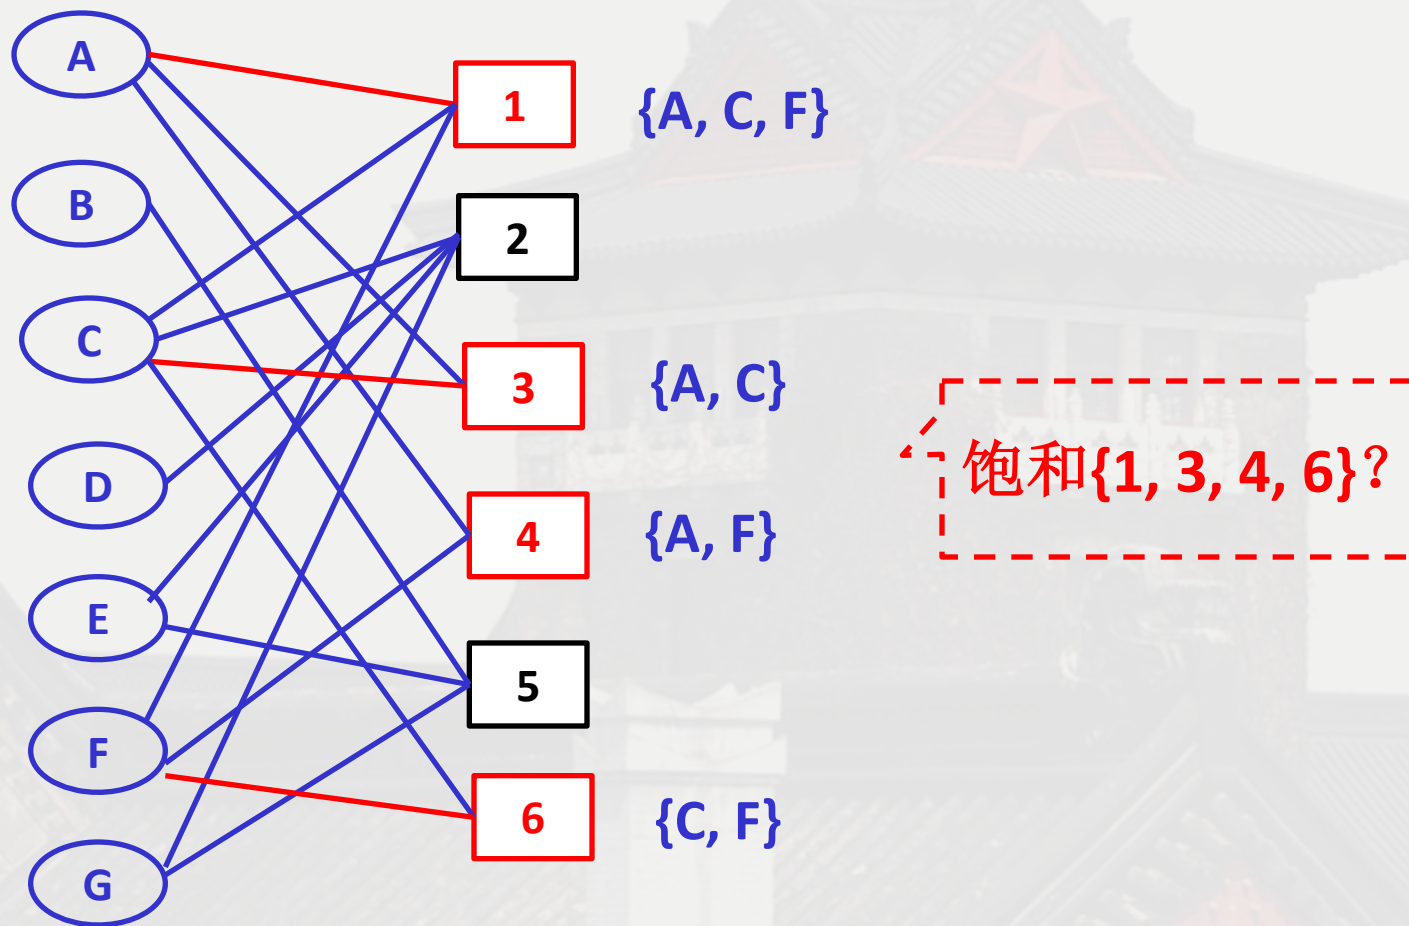 A
1
{A, C, F}
B
2
C
3
{A, C}
饱和{1, 3, 4, 6}?
D
4
{A, F}
E
5
F
6
{C, F}
G